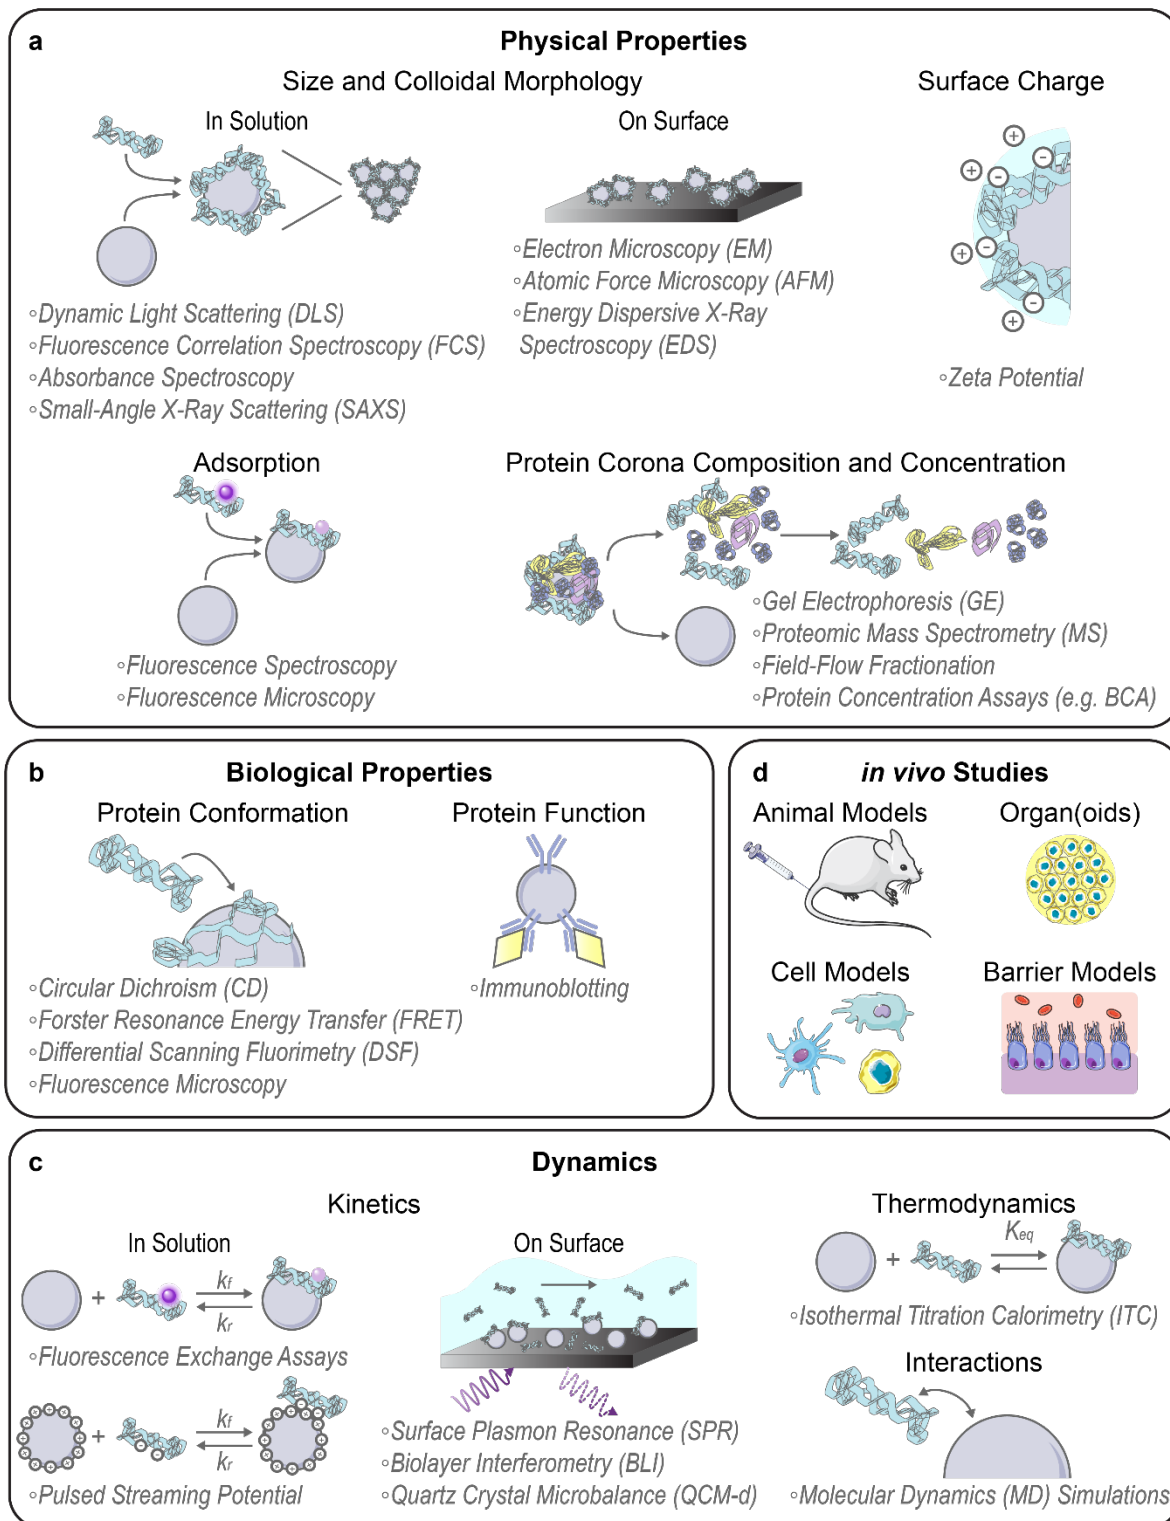 a
Physical Properties
Size and Colloidal Morphology
In Solution
◦Dynamic Light Scattering (DLS)
◦Fluorescence Correlation Spectroscopy (FCS)
◦Absorbance Spectroscopy
◦Small-Angle X-Ray Scattering (SAXS)
On Surface
◦Electron Microscopy (EM)
◦Atomic Force Microscopy (AFM)
◦Energy Dispersive X-Ray
Spectroscopy (EDS)
Surface Charge
+
-
+
-
+
-
+
-
+
◦Zeta Potential
Adsorption
◦Fluorescence Spectroscopy
◦Fluorescence Microscopy
Protein Corona Composition and Concentration
◦Gel Electrophoresis (GE)
◦Proteomic Mass Spectrometry (MS)
◦Field-Flow Fractionation
◦Protein Concentration Assays (e.g. BCA)
b
Biological Properties
Protein Conformation
◦Circular Dichroism (CD)
◦Forster Resonance Energy Transfer (FRET)
◦Differential Scanning Fluorimetry (DSF)
◦Fluorescence Microscopy
Protein Function
◦Immunoblotting
d
in vivo Studies
Animal Models
Organ(oids)
Cell Models
Barrier Models
c
Dynamics
Kinetics
In Solution
+
kf
kr
◦Fluorescence Exchange Assays
+
kf
kr
◦Pulsed Streaming Potential
On Surface
◦Surface Plasmon Resonance (SPR)
◦Biolayer Interferometry (BLI)
◦Quartz Crystal Microbalance (QCM-d)
Thermodynamics
+
Keq
◦Isothermal Titration Calorimetry (ITC)
Interactions
◦Molecular Dynamics (MD) Simulations